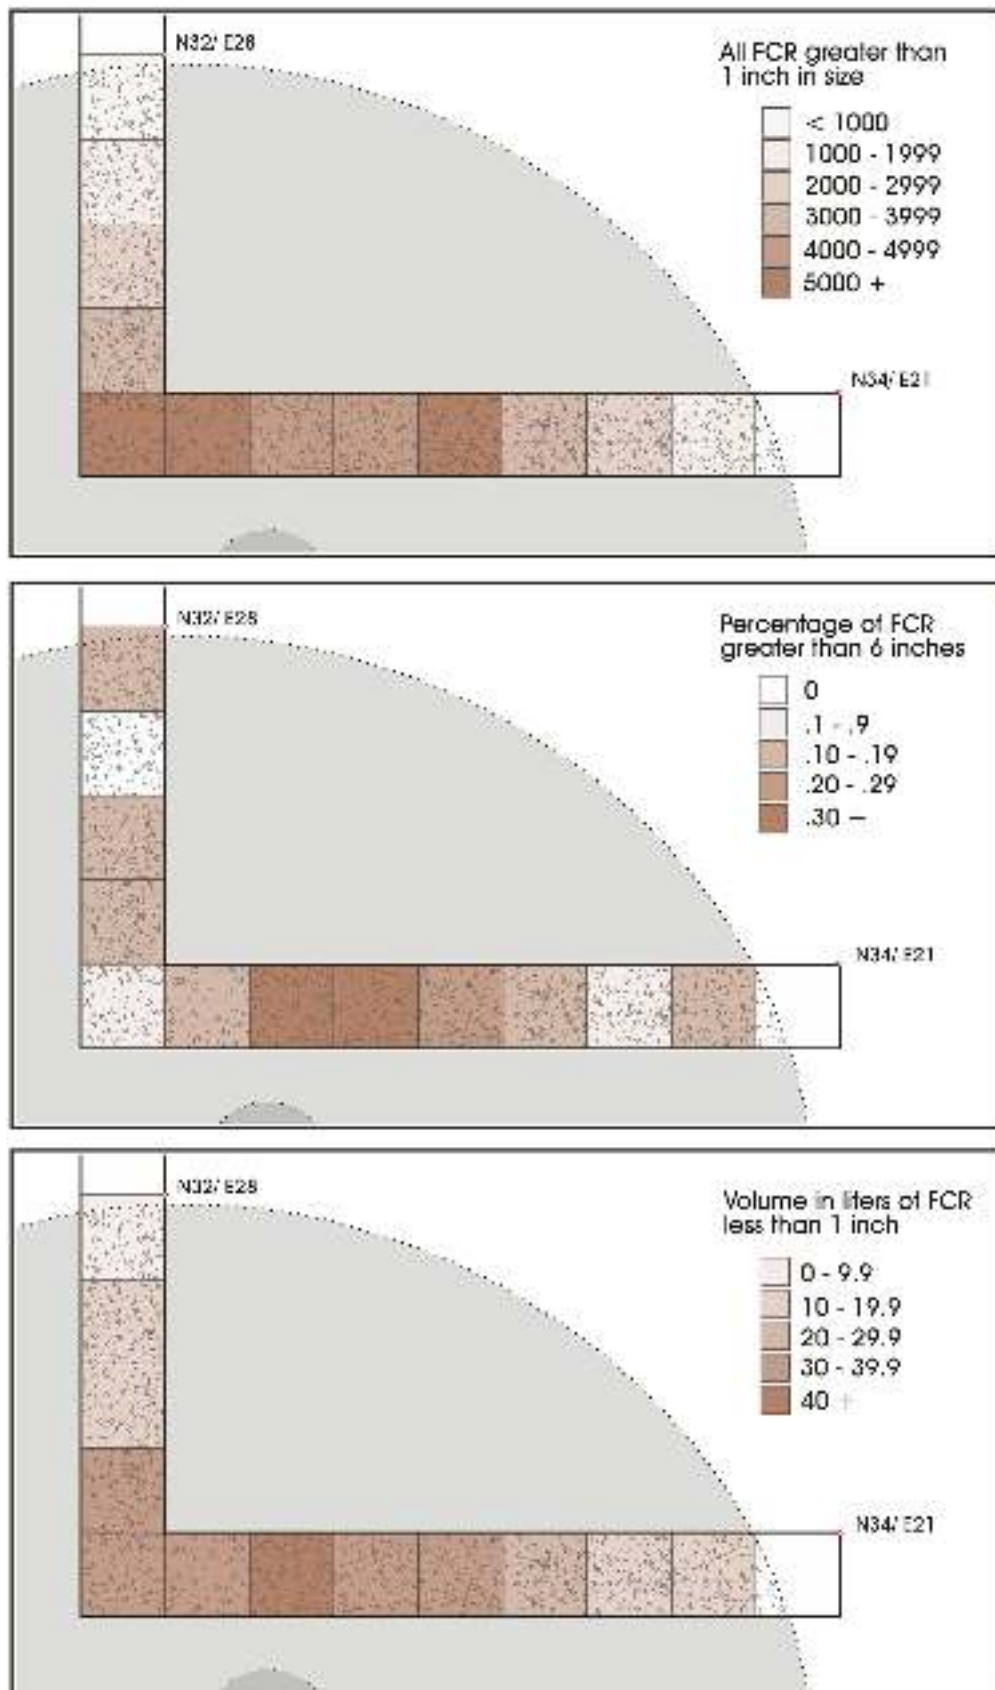 N32/ E28
All FCR greater than
1 inch in size
< 1000
1000 - 1999
2000 - 2999
3000 - 3999
4000 - 4999
5000 +
N34/ E21
N32/ E28
Percentage of FCR
greater than 6 inches
0
.1 - .9
.10 - .19
.20 - .29
.30 –
N34/ E21
N32/ E28
Volume in liters of FCR
less than 1 inch
0 - 9.9
10 - 19.9
20 - 29.9
30 - 39.9
40 +
N34/ E21